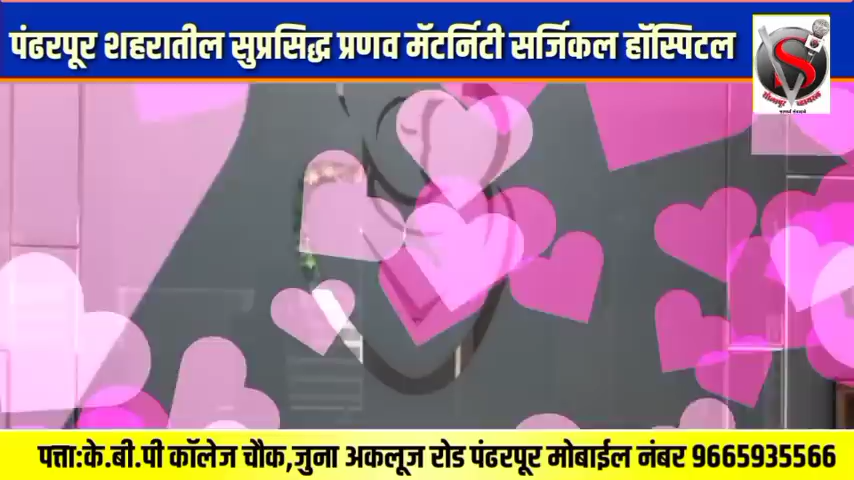 पंढरपूर शहरातील सुप्रसिद्ध प्रणव मॅटर्निटी सर्जिकल हॉस्पिटल
पत्ता:के.बी.पी कॉलेज चौक,जुना अकलूज रोड पंढरपूर मोबाईल नंबर 9665935566